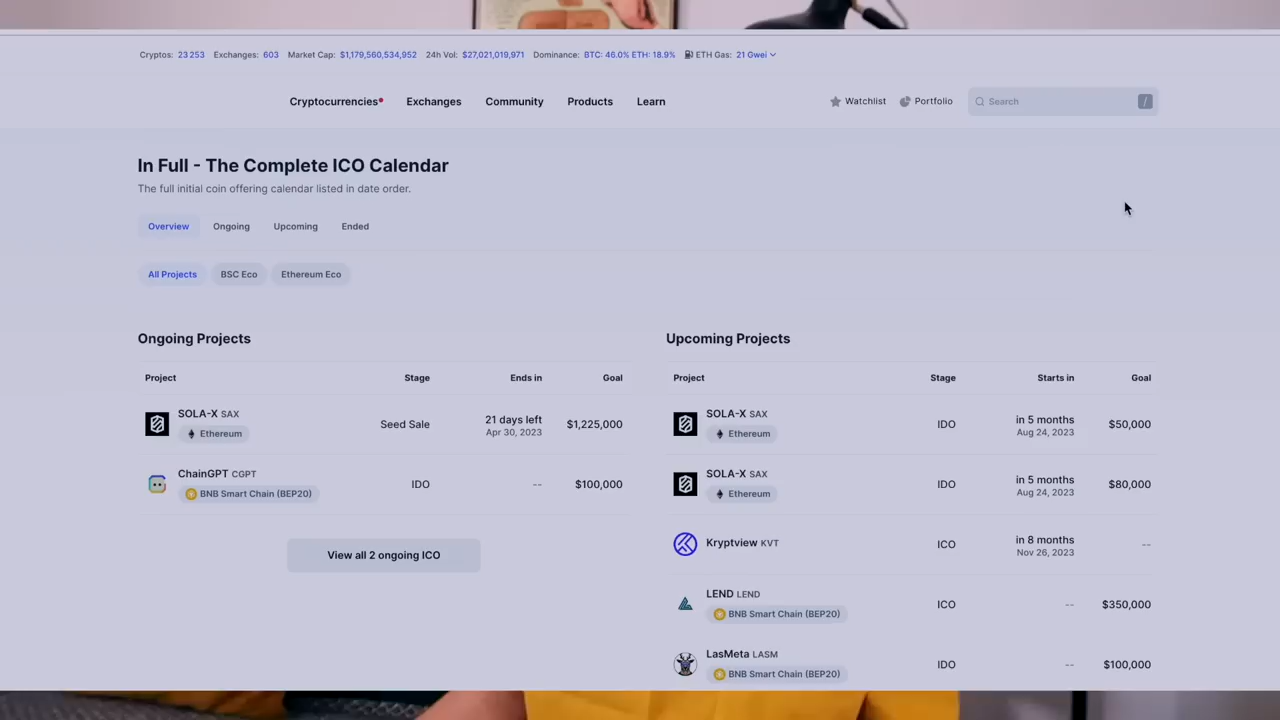 Cryptos: 23 253 Exchanges: 603 Market Cap: $1,179,560,534,952 24h Vol: $27,021,019,971 Dominance: BTC: 46.0% ETH: 18.9% ETH Gas: 21 Gwei
Cryptocurrencies Exchanges Community Products Learn Watchlist Portfolio Search /
In Full - The Complete ICO Calendar
The full initial coin offering calendar listed in date order.
Overview Ongoing Upcoming Ended
All Projects BSC Eco Ethereum Eco
Ongoing Projects
Project Stage Ends in Goal
SOLA-X SAX
Ethereum
Seed Sale
21 days left
Apr 30, 2023
$1,225,000
ChainGPT CGPT
BNB Smart Chain (BEP20)
IDO -- $100,000
View all 2 ongoing ICO
Upcoming Projects
Project Stage Starts in Goal
SOLA-X SAX
Ethereum
IDO
in 5 months
Aug 24, 2023
$50,000
SOLA-X SAX
Ethereum
IDO
in 5 months
Aug 24, 2023
$80,000
Kryptview KVT
ICO
in 8 months
Nov 26, 2023
--
LEND LEND
BNB Smart Chain (BEP20)
ICO -- $350,000
LasMeta LASM
BNB Smart Chain (BEP20)
IDO -- $100,000